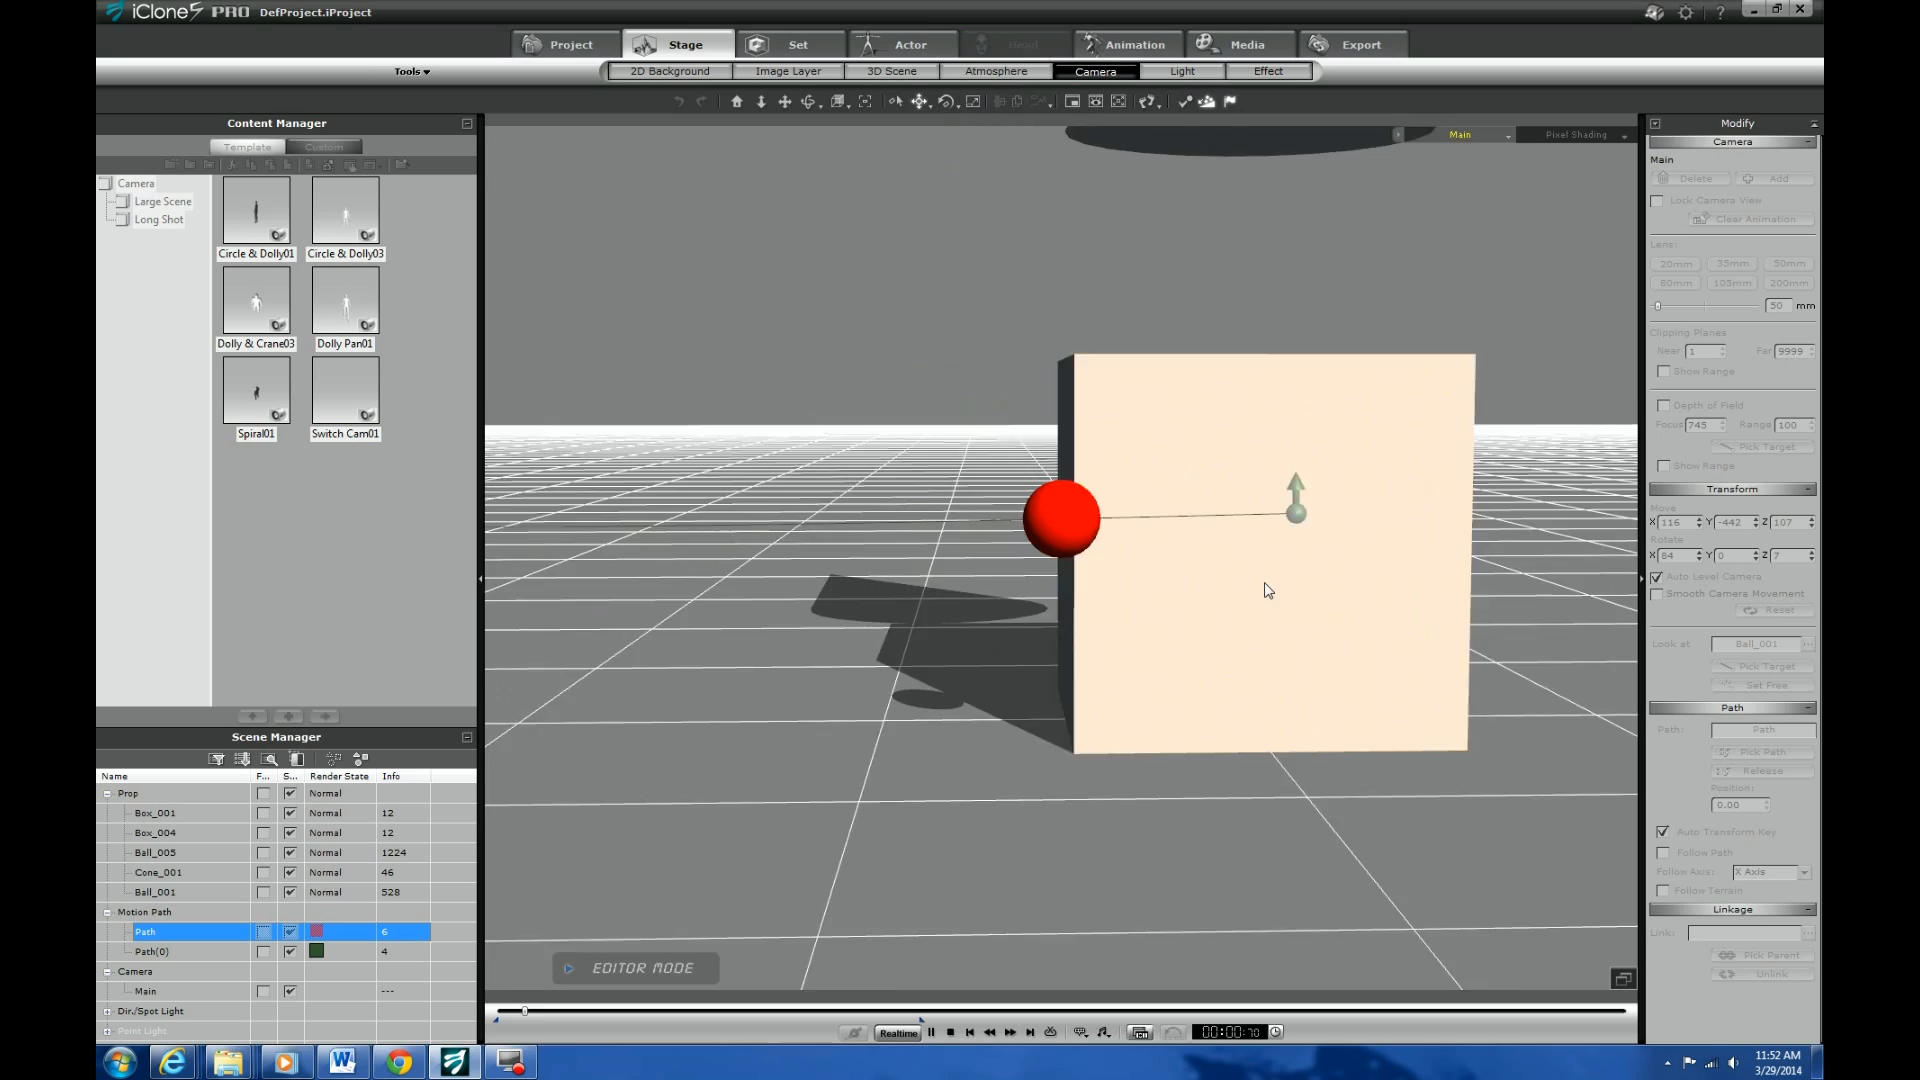 iClone5 PRO DefProject.iProject
Project Stage Set Actor Head Animation Media Export
Tools
2D Background Image Layer 3D Scene Atmosphere Camera Light Effect
Content Manager
Template Custom
Camera
Large Scene
Long Shot
Circle & Dolly01 Circle & Dolly03
Dolly & Crane03 Dolly Pan01
Spiral01 Switch Cam01
Main Pixel Shading
EDITOR MODE
Scene Manager
Name F... S... Render State Info
Prop Normal
Box_001 Normal 12
Box_004 Normal 12
Ball_005 Normal 1224
Cone_001 Normal 46
Ball_001 Normal 528
Motion Path
Path 6
Path(0) 4
Camera
Main ---
Dir./Spot Light
Point Light
Realtime 00:00:70
Modify
Camera
Main
Delete Add
Lock Camera View
Clear Animation
Lens:
20mm 35mm 50mm
80mm 105mm 200mm
50 mm
Clipping Planes
Near 1 Far 9999
Show Range
Depth of Field
Focus 745 Range 100
Pick Target
Show Range
Transform
Move
X 116 Y -442 Z 107
Rotate
X 84 Y 0 Z 7
Auto Level Camera
Smooth Camera Movement
Reset
Look at Ball_001 ...
Pick Target
Set Free
Path
Path: Path
Pick Path
Release
Position:
0.00
Auto Transform Key
Follow Path
Follow Axis: X Axis
Follow Terrain
Linkage
Link: ...
Pick Parent
Unlink
11:52 AM
3/29/2014